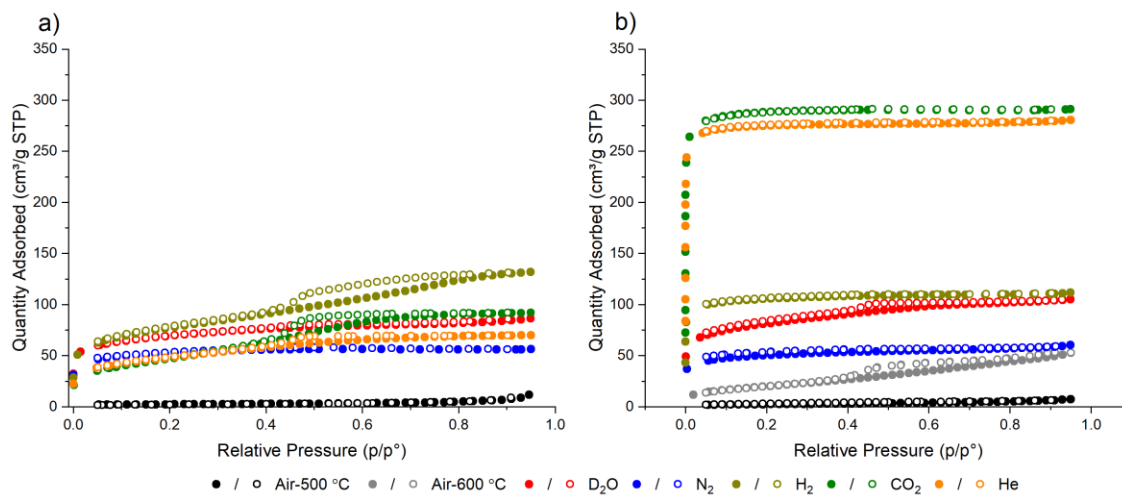 a)
b)
350
300
250
200
150
100
50
0
Quantity Adsorbed (cm³/g STP)
0.0 0.2 0.4 0.6 0.8 1.0
Relative Pressure (p/p°)
350
300
250
200
150
100
50
0
Quantity Adsorbed (cm³/g STP)
0.0 0.2 0.4 0.6 0.8 1.0
Relative Pressure (p/p°)
/ Air-500 °C / Air-600 °C / D₂O / N₂ / H₂ / CO₂ / He